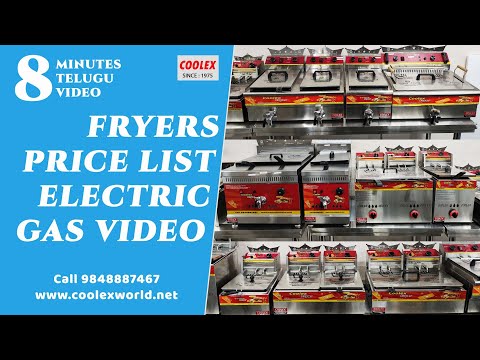 8
MINUTES
TELUGU
VIDEO
COOLEX
SINCE : 1975
FRYERS
PRICE LIST
ELECTRIC
GAS VIDEO
Call 9848887467
www.coolexworld.net